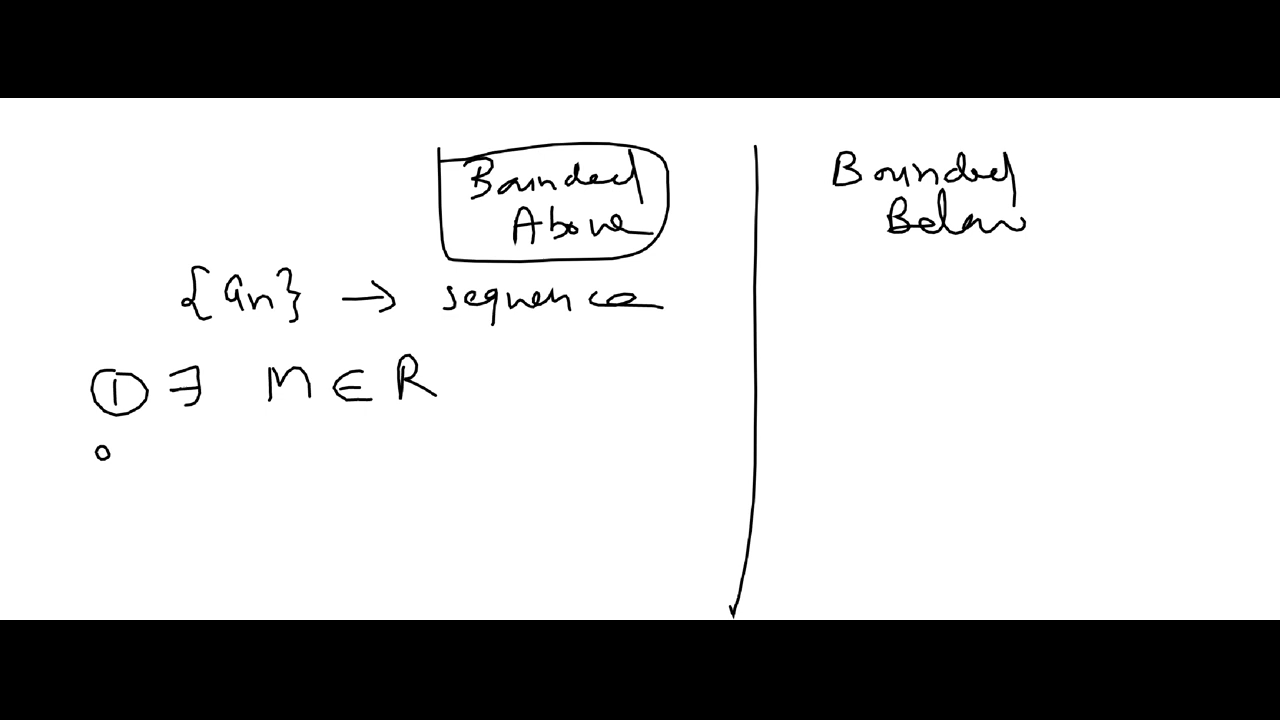 Bounded
Above
Bounded
Below
{an} → sequence
① ∃ M ∈ R